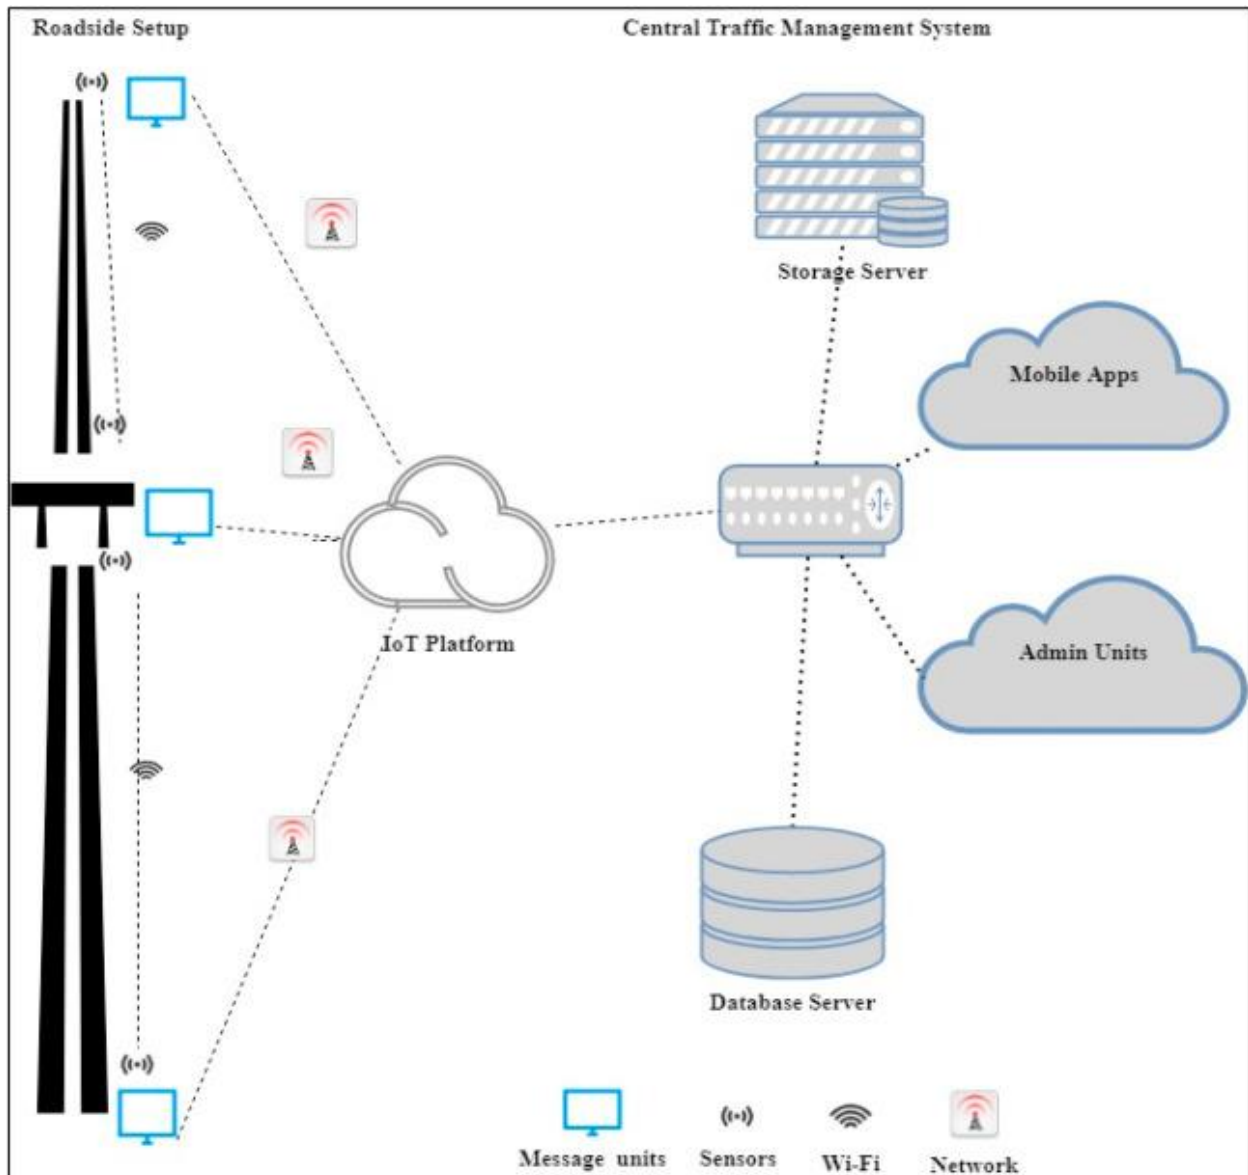 Roadside Setup
Central Traffic Management System
Storage Server
Mobile Apps
.IoT Platform
Admin Units
Database Server
Message units
Sensors
Wi-Fi
Network